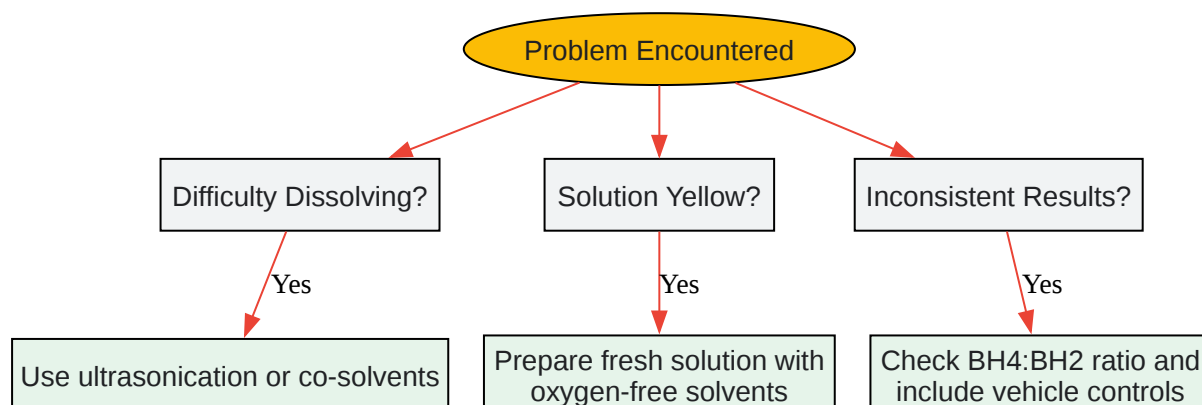 Problem Encountered
Difficulty Dissolving?
Solution Yellow?
Inconsistent Results?
Yes
Yes
Yes
Use ultrasonication or co-solvents
Prepare fresh solution with
oxygen-free solvents
Check BH4:BH2 ratio and
include vehicle controls